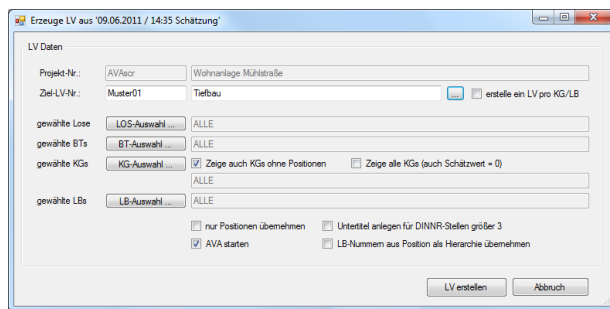 Erzeuge LV aus '09.06.2011 / 14:35 Schätzung'
LV Daten
Projekt-Nr.: AVAscr Wohnanlage Mühlstraße
Ziel-LV-Nr.: Muster01 Tiefbau ... erstelle ein LV pro KG/LB
gewählte Lose LOS-Auswahl ... ALLE
gewählte BTs BT-Auswahl ... ALLE
gewählte KGs KG-Auswahl ... Zeige auch KGs ohne Positionen Zeige alle KGs (auch Schätzwert = 0)
ALLE
gewählte LBs LB-Auswahl ... ALLE
nur Positionen übernehmen Untertitel anlegen für DINNR-Stellen größer 3
AVA starten LB-Nummern aus Position als Hierarchie übernehmen
LV erstellen Abbruch